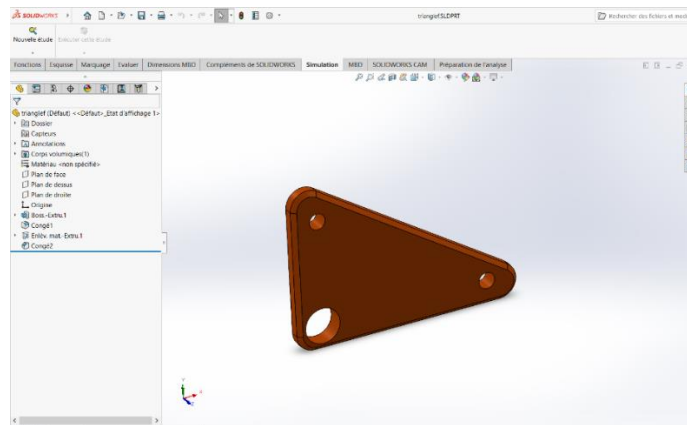 SOLIDWORKS
trianglef.SLDPRT
Rechercher des fichiers et mod
Nouvelle étude
Exécuter cette étude
Fonctions Esquisse Marquage Evaluer Dimensions MBD Compléments de SOLIDWORKS Simulation MBD SOLIDWORKS CAM Préparation de l'analyse
trianglef (Défaut) <<Défaut>_Etat d'affichage 1>
Dossier
Capteurs
Annotations
Corps volumiques(1)
Matériau <non spécifié>
Plan de face
Plan de dessus
Plan de droite
Origine
Boss.-Extru.1
Congé1
Enlèv. mat.-Extru.1
Congé2